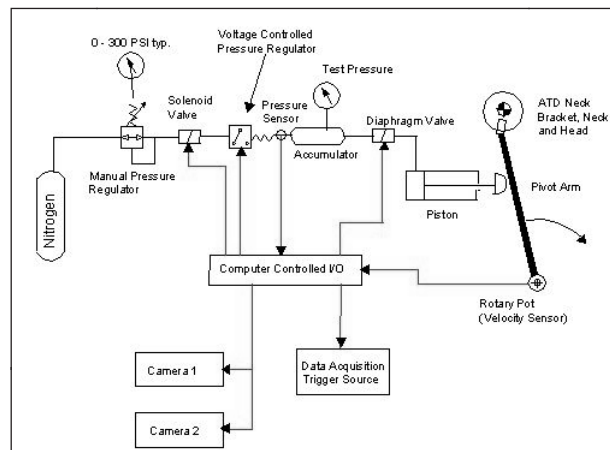 0 - 300 PSI typ.
Voltage Controlled
Pressure Regulator
Test Pressure
Solenoid
Valve
Pressure
Sensor
Diaphragm Valve
ATD Neck
Bracket, Neck
and Head
Manual Pressure
Regulator
Accumulator
Nitrogen
Piston
Pivot Arm
Computer Controlled I/O
Rotary Pot
(Velocity Sensor)
Camera 1
Data Acquisition
Trigger Source
Camera 2